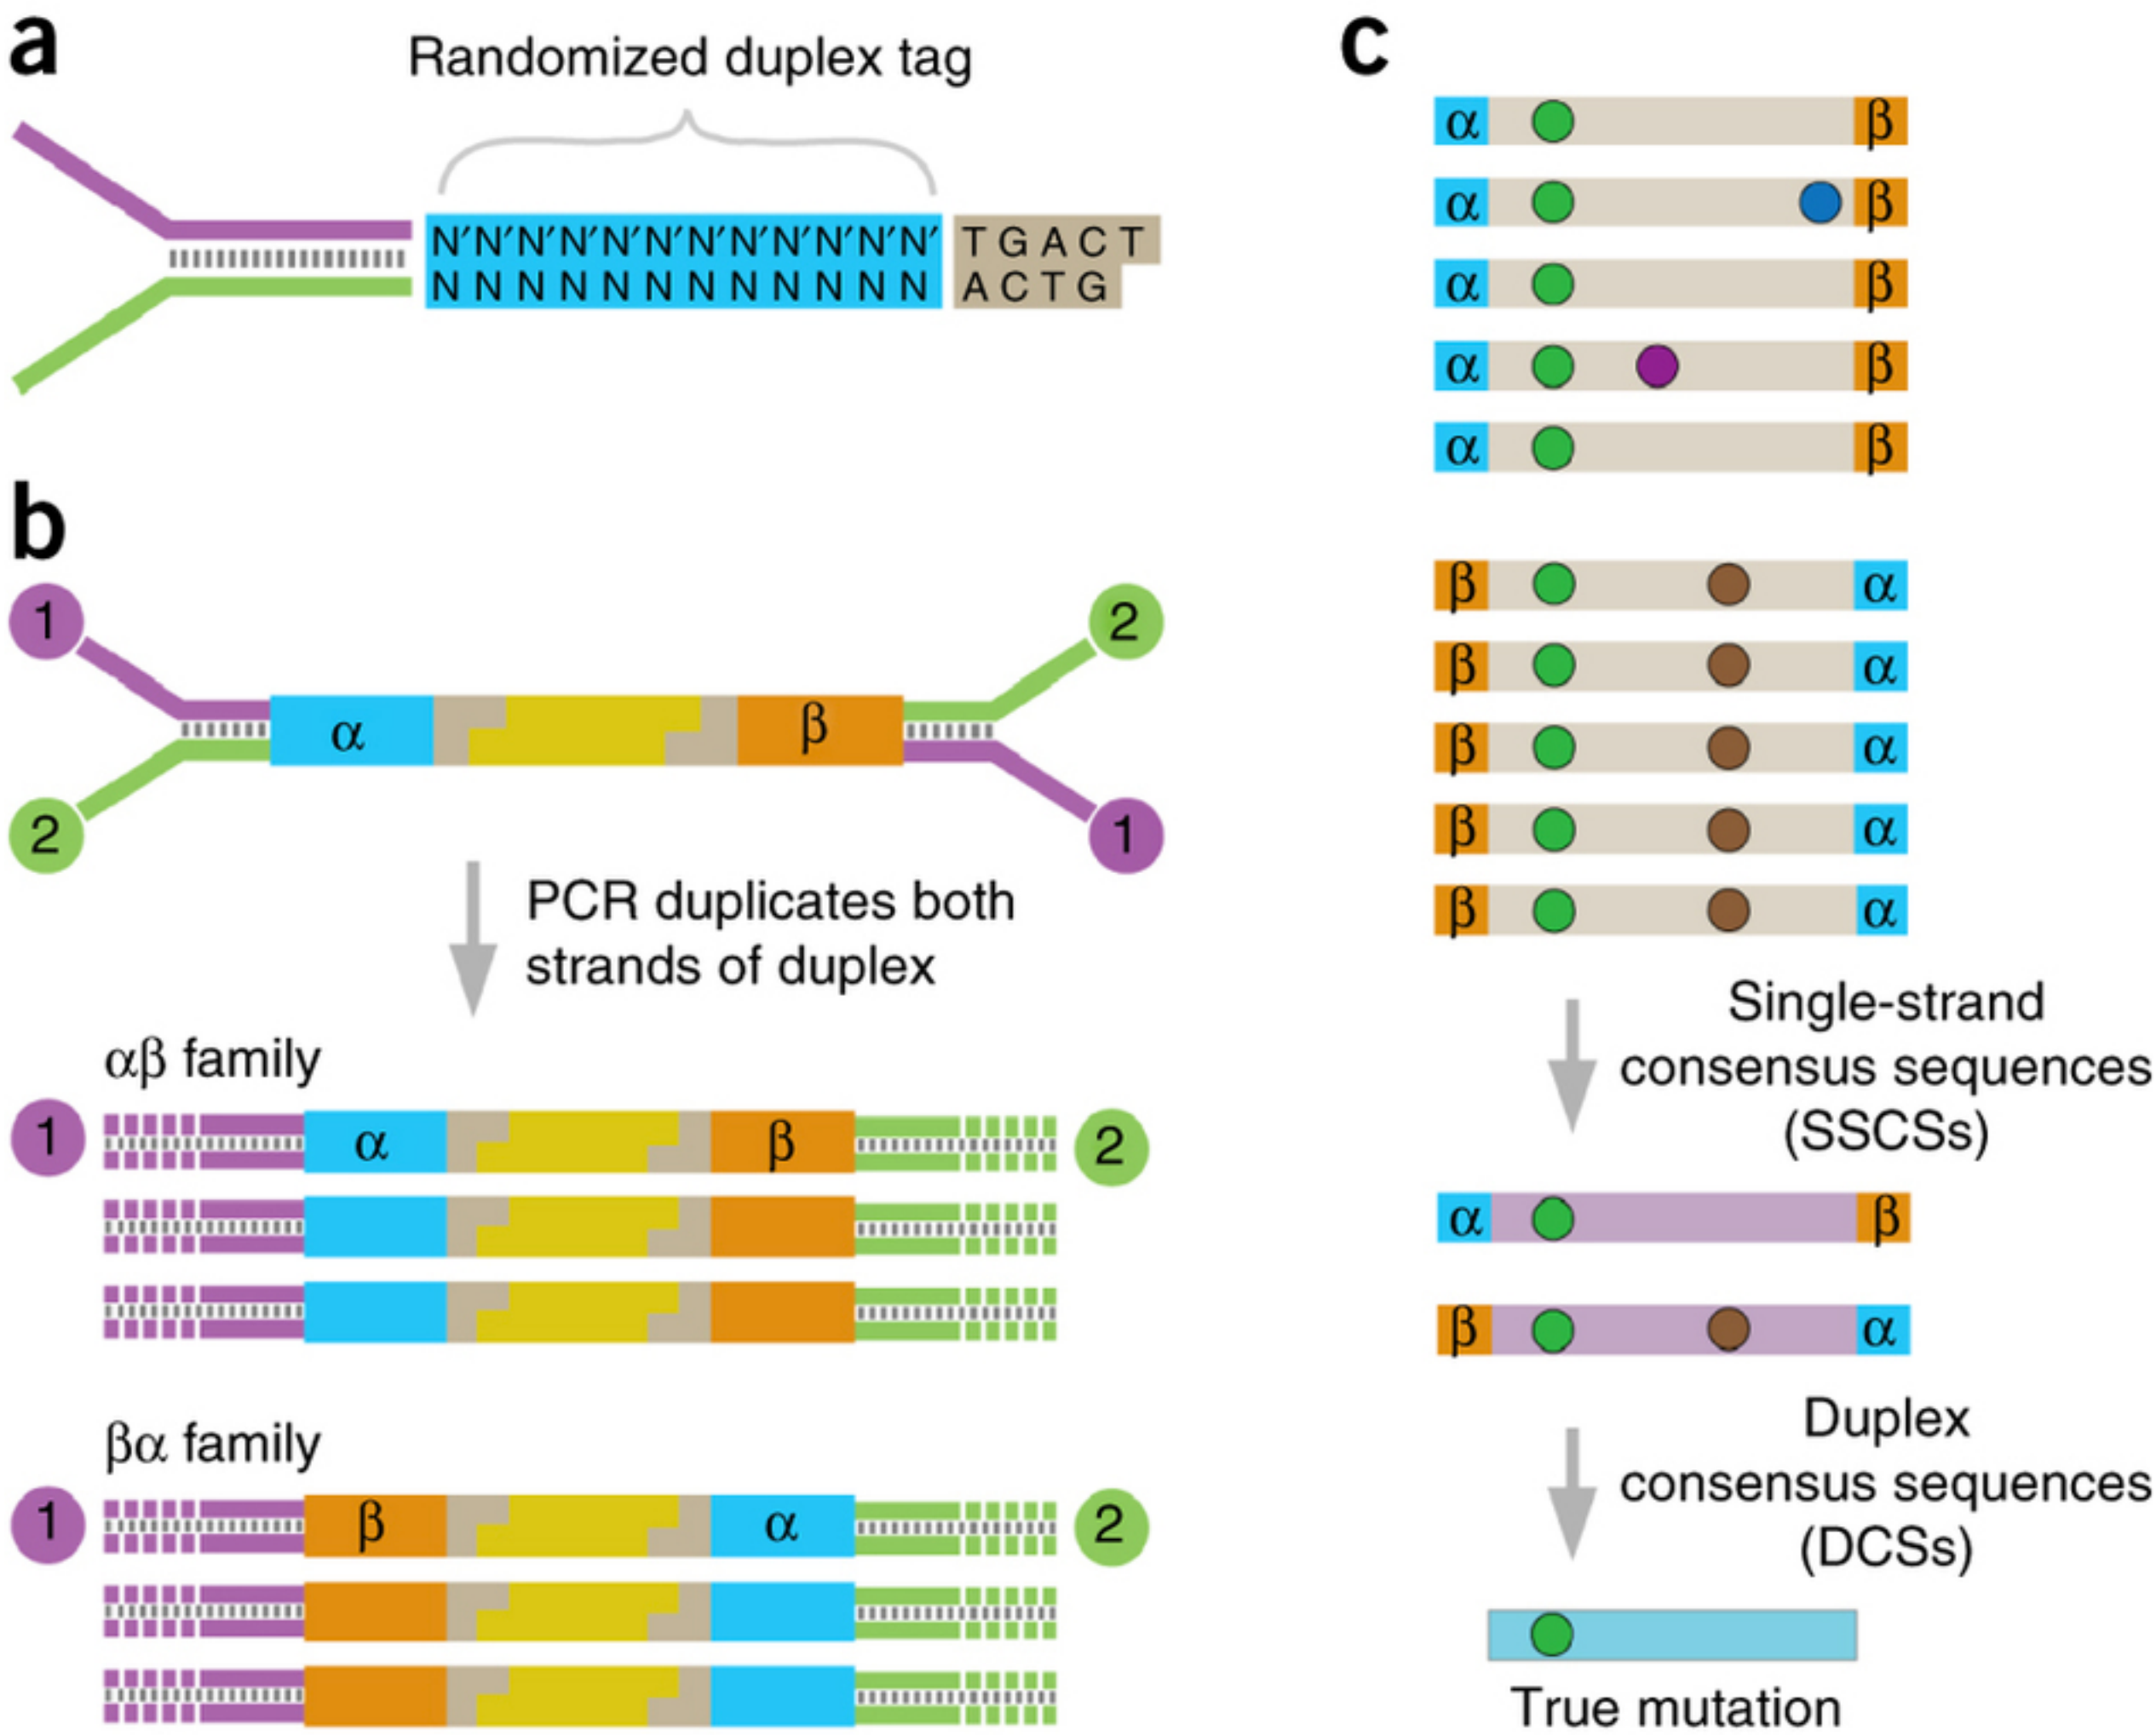 a
Randomized duplex tag
N′N′N′N′N′N′N′N′N′N′N′N′ TGACT
NNNNNNNNNNNN ACTG
b
1
2
α
β
2
1
PCR duplicates both
strands of duplex
αβ family
1
α
β
2
βα family
1
β
α
2
c
α β
α β
α β
α β
α β
β α
β α
β α
β α
β α
Single-strand
consensus sequences
(SSCSs)
α β
β α
Duplex
consensus sequences
(DCSs)
True mutation